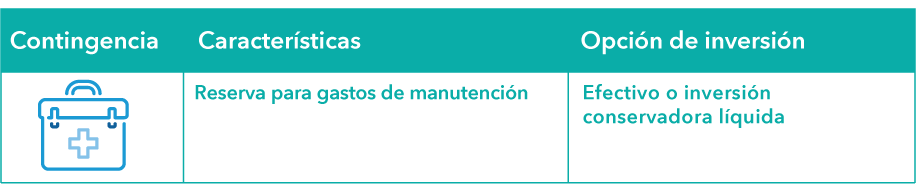 Contingencia Características Opción de inversión
Reserva para gastos de manutención
Efectivo o inversión
conservadora líquida